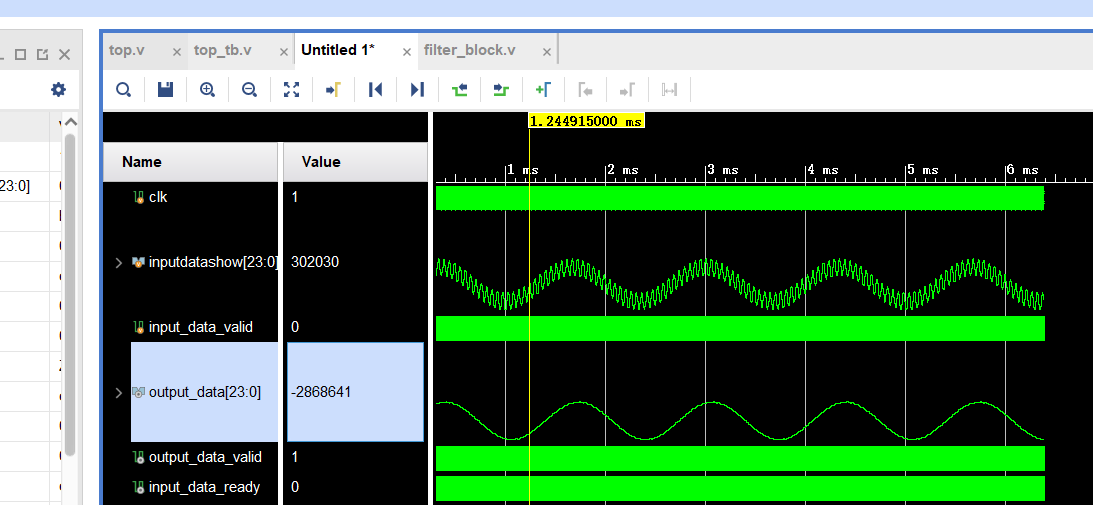 top.v
top_tb.v
Untitled 1*
filter_block.v
1.244915000 ms
Name
Value
1 ms
2 ms
3 ms
4 ms
5 ms
6 ms
23:0]
clk
1
inputdatashow[23:0]
302030
input_data_valid
0
output_data[23:0]
-2868641
output_data_valid
1
input_data_ready
0